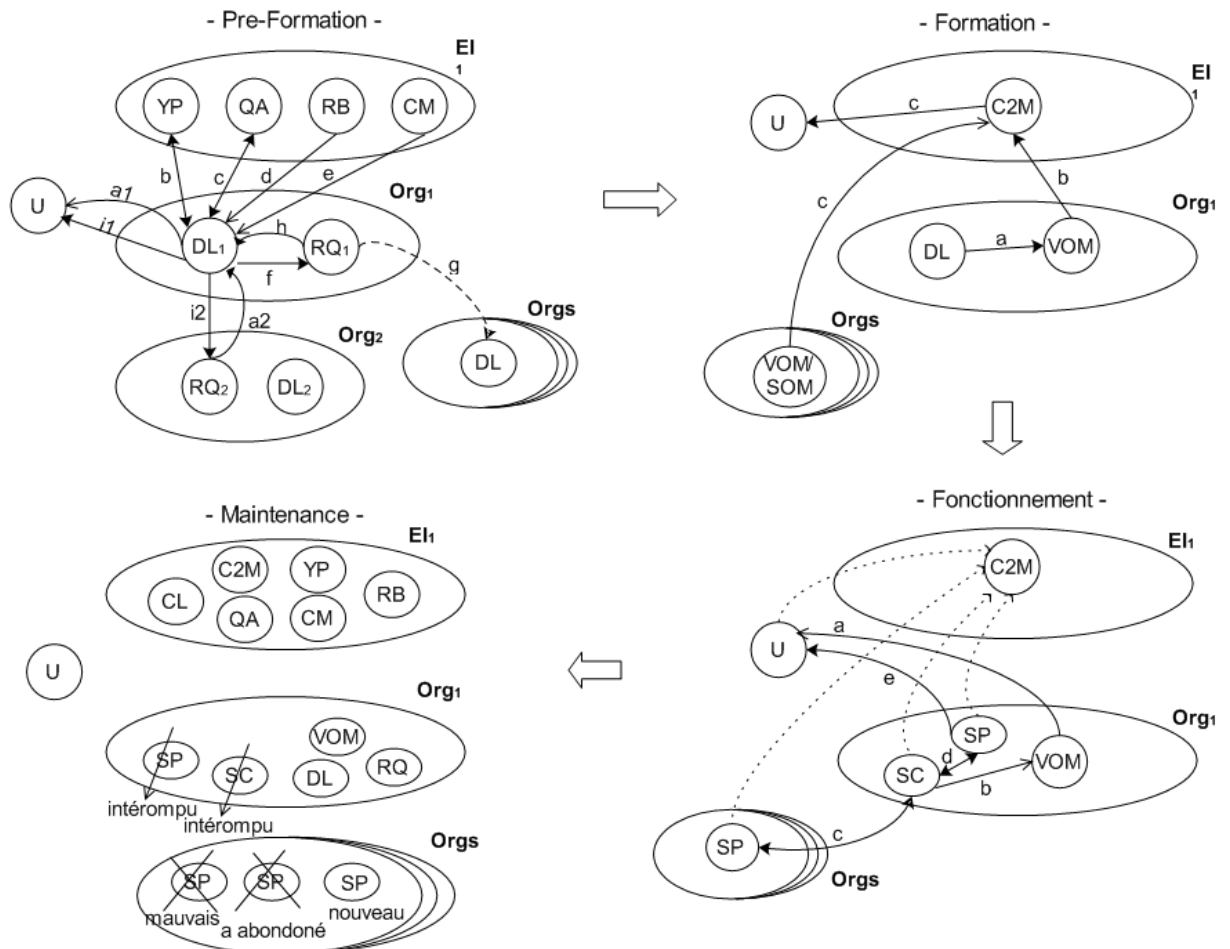 - Pre-Formation -
EI
1
YP
QA
RB
CM
b
c
d
e
U
a1
i1
Org1
DL1
h
RQ1
f
g
i2
a2
Org2
RQ2
DL2
Orgs
DL
- Formation -
EI
1
C2M
U
c
c
b
Org1
DL
a
VOM
Orgs
VOM/
SOM
- Maintenance -
EI1
C2M
YP
CL
RB
QA
CM
U
Org1
SP
SC
VOM
DL
RQ
intérompu
intérompu
Orgs
SP
SP
SP
mauvais
a abondoné
nouveau
- Fonctionnement -
EI1
C2M
a
U
e
Org1
SP
d
SC
VOM
b
SP
c
Orgs